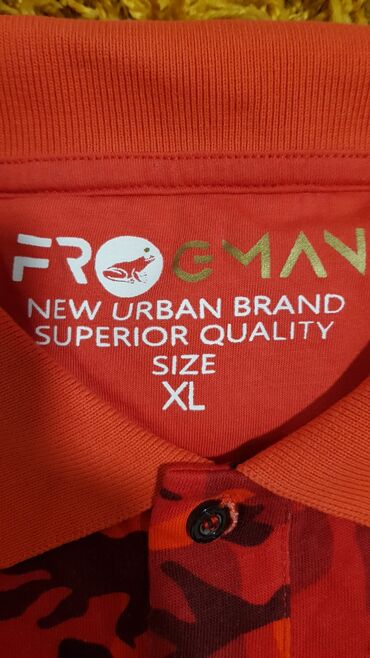 FROGMAN
NEW URBAN BRAND
SUPERIOR QUALITY
SIZE
XL